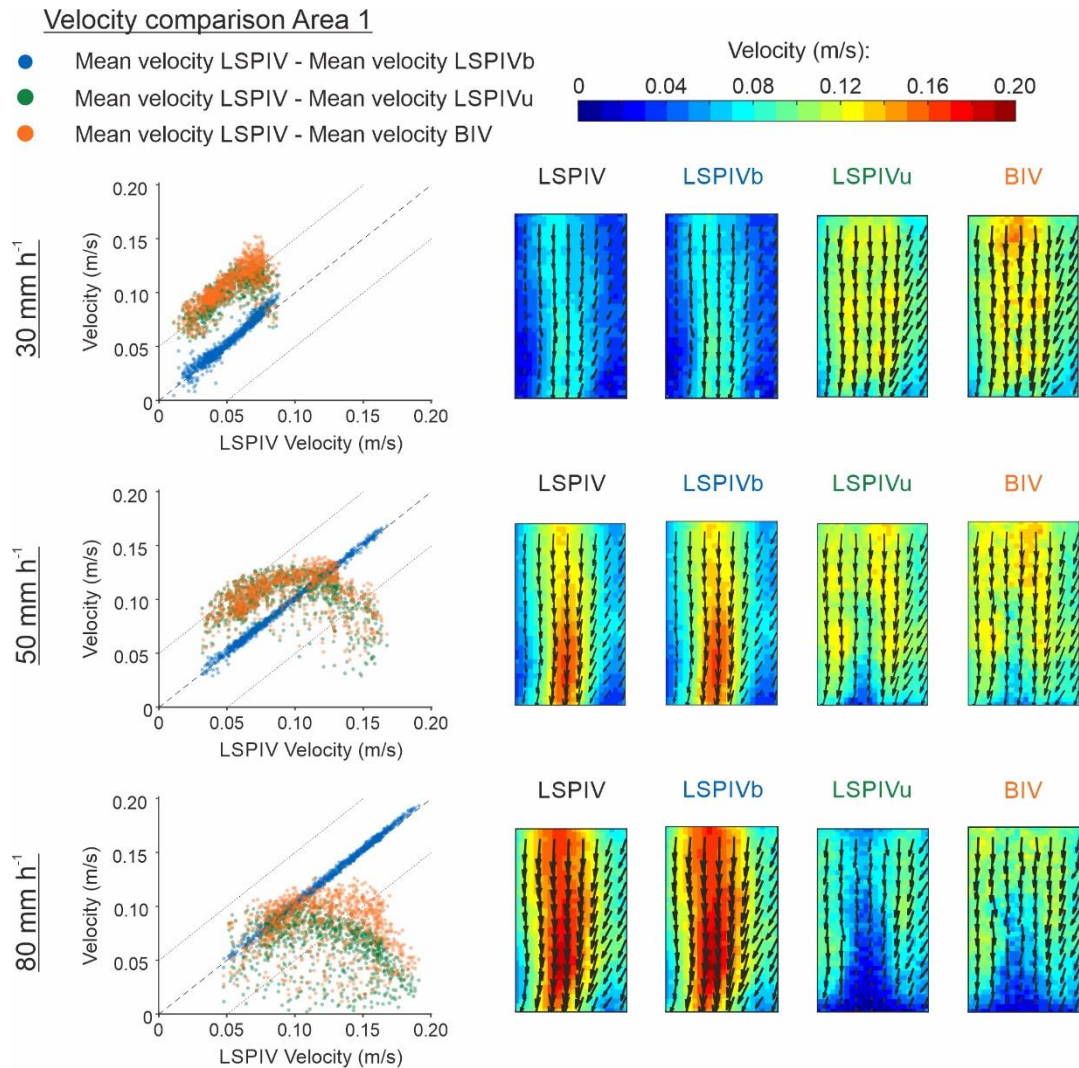 Velocity comparison Area 1
Mean velocity LSPIV - Mean velocity LSPIVb
Mean velocity LSPIV - Mean velocity LSPIVu
Mean velocity LSPIV - Mean velocity BIV
Velocity (m/s):
0 0.04 0.08 0.12 0.16 0.20
30 mm h⁻¹
Velocity (m/s)
0.20
0.15
0.10
0.05
0
0.05 0.10 0.15 0.20
LSPIV Velocity (m/s)
LSPIV LSPIVb LSPIVu BIV
50 mm h⁻¹
Velocity (m/s)
0.20
0.15
0.10
0.05
0
0.05 0.10 0.15 0.20
LSPIV Velocity (m/s)
LSPIV LSPIVb LSPIVu BIV
80 mm h⁻¹
Velocity (m/s)
0.20
0.15
0.10
0.05
0
0.05 0.10 0.15 0.20
LSPIV Velocity (m/s)
LSPIV LSPIVb LSPIVu BIV